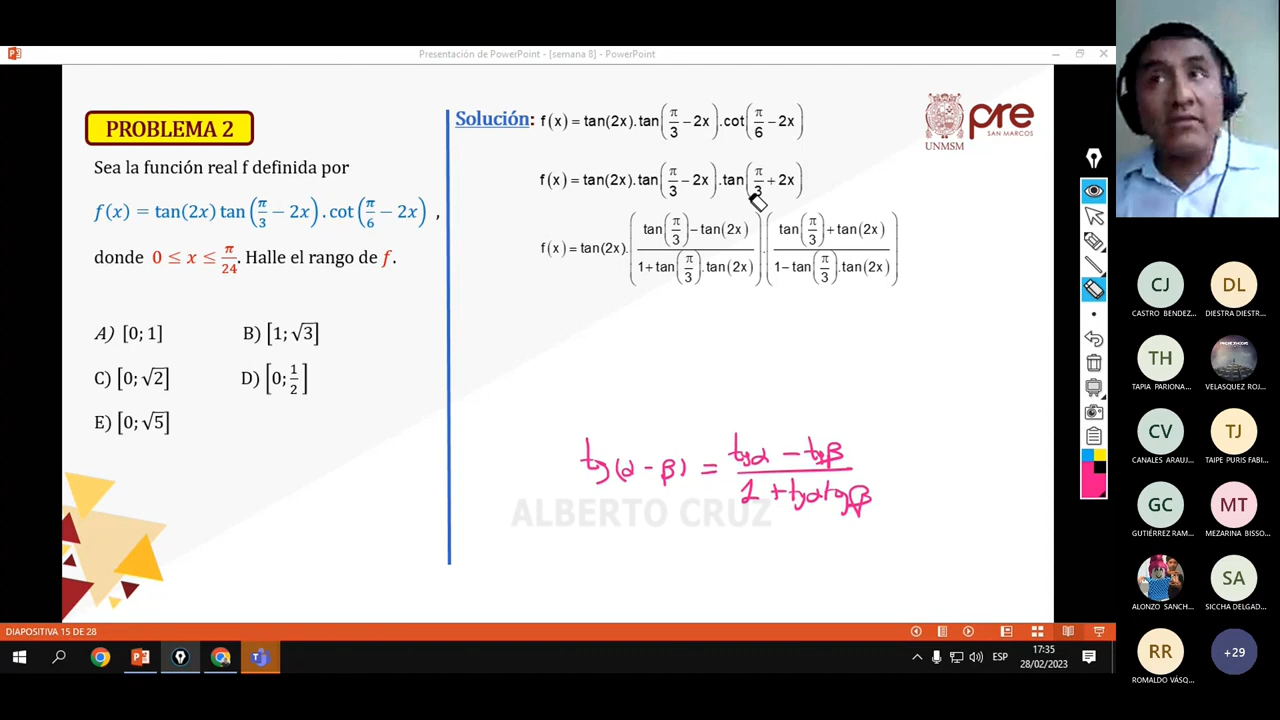 Presentación de PowerPoint - [semana 8] - PowerPoint
PROBLEMA 2
Sea la función real f definida por
f(x) = tan(2x) tan(π/3 − 2x) . cot(π/6 − 2x) ,
donde 0 ≤ x ≤ π/24. Halle el rango de f.
A) [0; 1]
B) [1; √3]
C) [0; √2]
D) [0; 1/2]
E) [0; √5]
Solución: f(x) = tan(2x).tan(π/3 − 2x).cot(π/6 − 2x)
f(x) = tan(2x).tan(π/3 − 2x).tan(π/3 + 2x)
f(x) = tan(2x).((tan(π/3) − tan(2x))/(1 + tan(π/3).tan(2x))).((tan(π/3) + tan(2x))/(1 − tan(π/3).tan(2x)))
tg(α - β) = (tgα − tgβ)/(1 + tgα tgβ)
ALBERTO CRUZ
UNMSM
pre
SAN MARCOS
CJ
CASTRO BENDEZ...
DL
DIESTRA DIESTR...
TH
TAPIA PARIONA...
VELASQUEZ ROJ...
CV
CANALES ARAUJ...
TJ
TAIPE PURIS FABI...
GC
GUTIÉRREZ RAM...
MT
MEZARINA BISSO...
ALONZO SANCH...
SA
SICCHA DELGAD...
RR
ROMALDO VÁSQ...
+29
DIAPOSITIVA 15 DE 28
ESP
17:35
28/02/2023